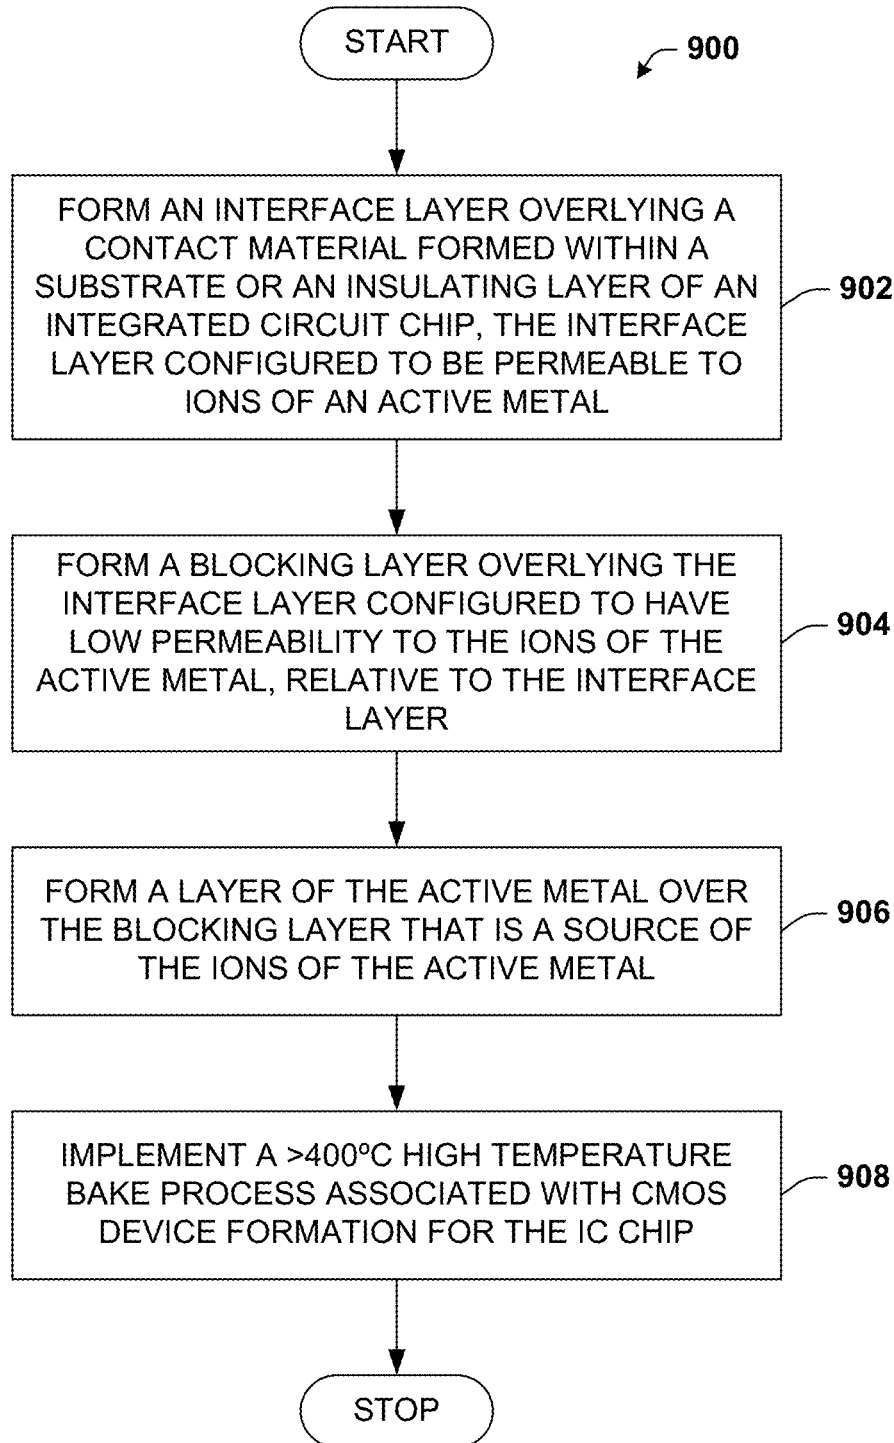 START
900
FORM AN INTERFACE LAYER OVERLYING A
CONTACT MATERIAL FORMED WITHIN A
SUBSTRATE OR AN INSULATING LAYER OF AN
INTEGRATED CIRCUIT CHIP, THE INTERFACE
LAYER CONFIGURED TO BE PERMEABLE TO
IONS OF AN ACTIVE METAL
902
FORM A BLOCKING LAYER OVERLYING THE
INTERFACE LAYER CONFIGURED TO HAVE
LOW PERMEABILITY TO THE IONS OF THE
ACTIVE METAL, RELATIVE TO THE INTERFACE
LAYER
904
FORM A LAYER OF THE ACTIVE METAL OVER
THE BLOCKING LAYER THAT IS A SOURCE OF
THE IONS OF THE ACTIVE METAL
906
IMPLEMENT A >400ºC HIGH TEMPERATURE
BAKE PROCESS ASSOCIATED WITH CMOS
DEVICE FORMATION FOR THE IC CHIP
908
STOP